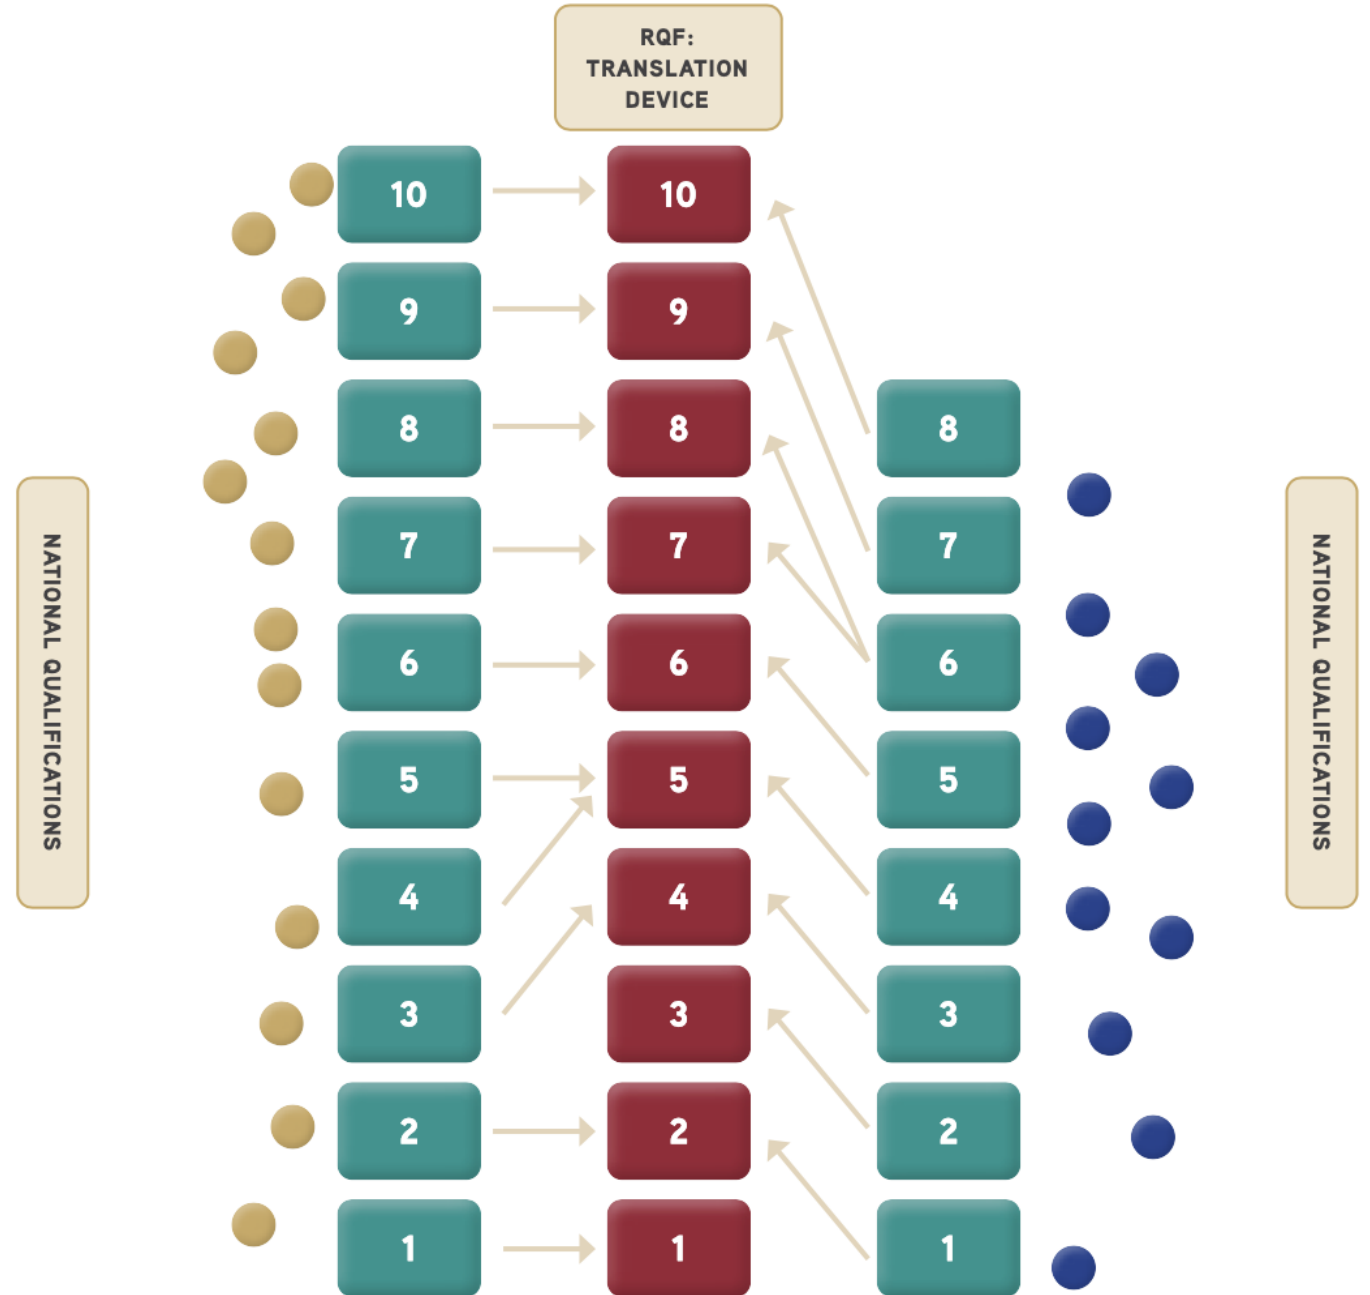 RQF:
TRANSLATION
DEVICE
NATIONAL QUALIFICATIONS
10 10
9 9
8 8 8
7 7 7
6 6 6
5 5 5
4 4 4
3 3 3
2 2 2
1 1 1
NATIONAL QUALIFICATIONS